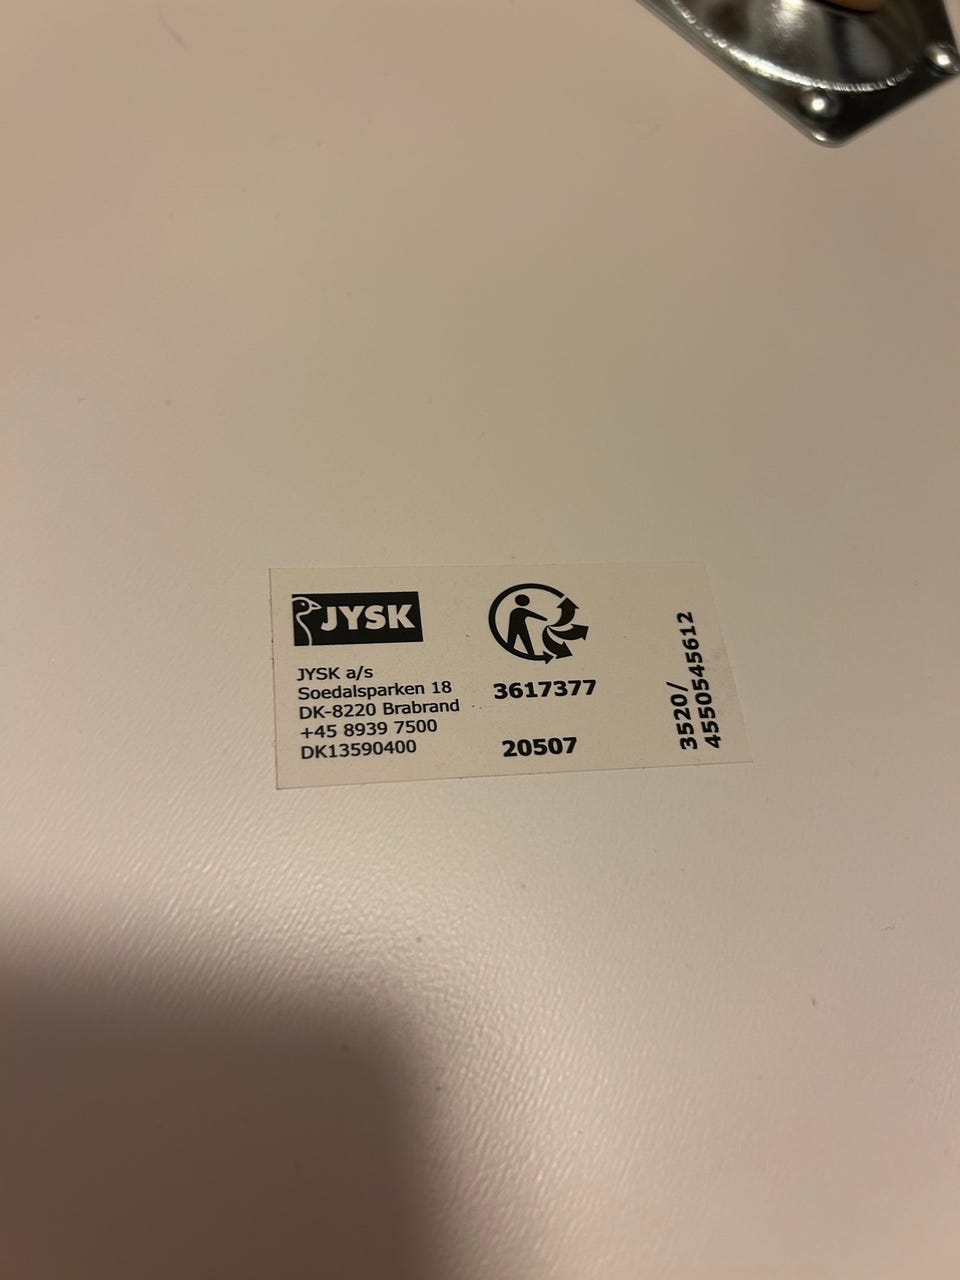 JYSK
JYSK a/s
Soedalsparken 18
DK-8220 Brabrand
+45 8939 7500
DK13590400
3617377
20507
3520/
4550545612